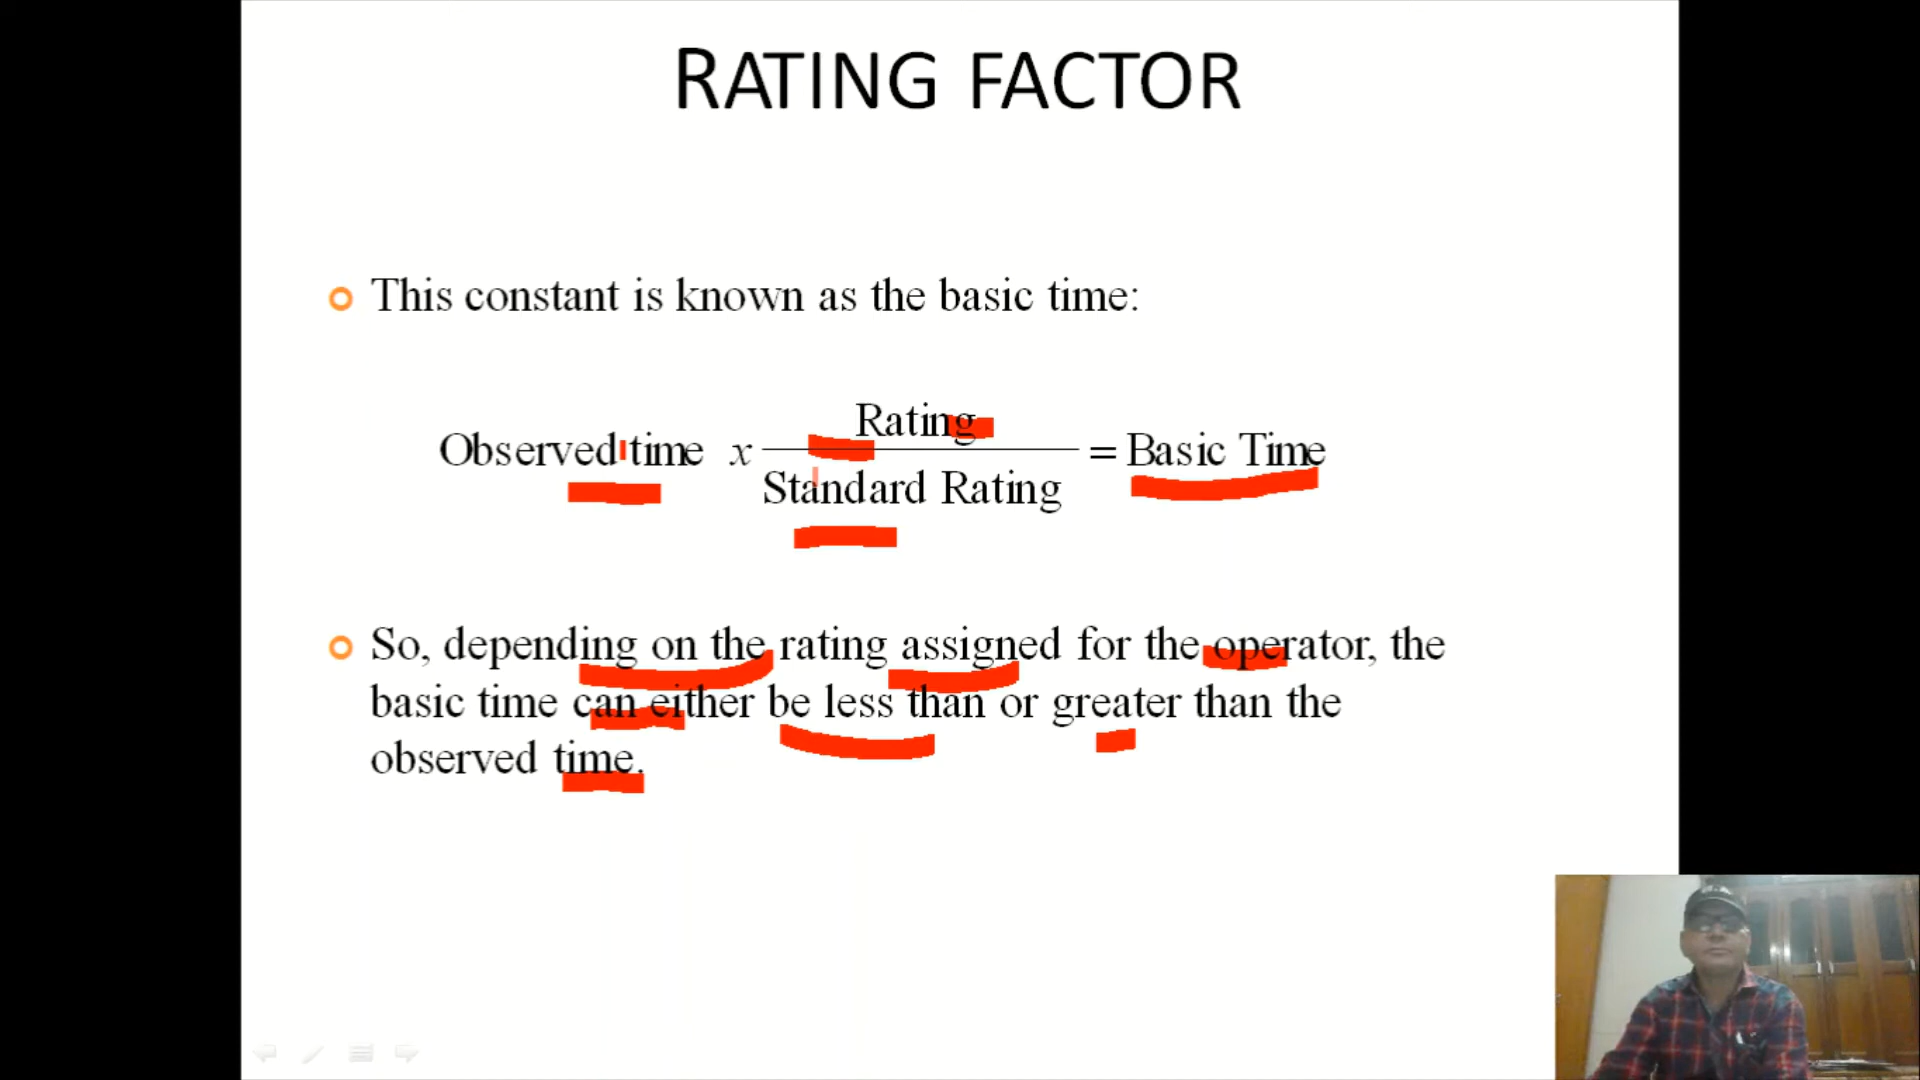 RATING FACTOR
This constant is known as the basic time:
Observed time x Rating / Standard Rating = Basic Time
So, depending on the rating assigned for the operator, the
basic time can either be less than or greater than the
observed time.